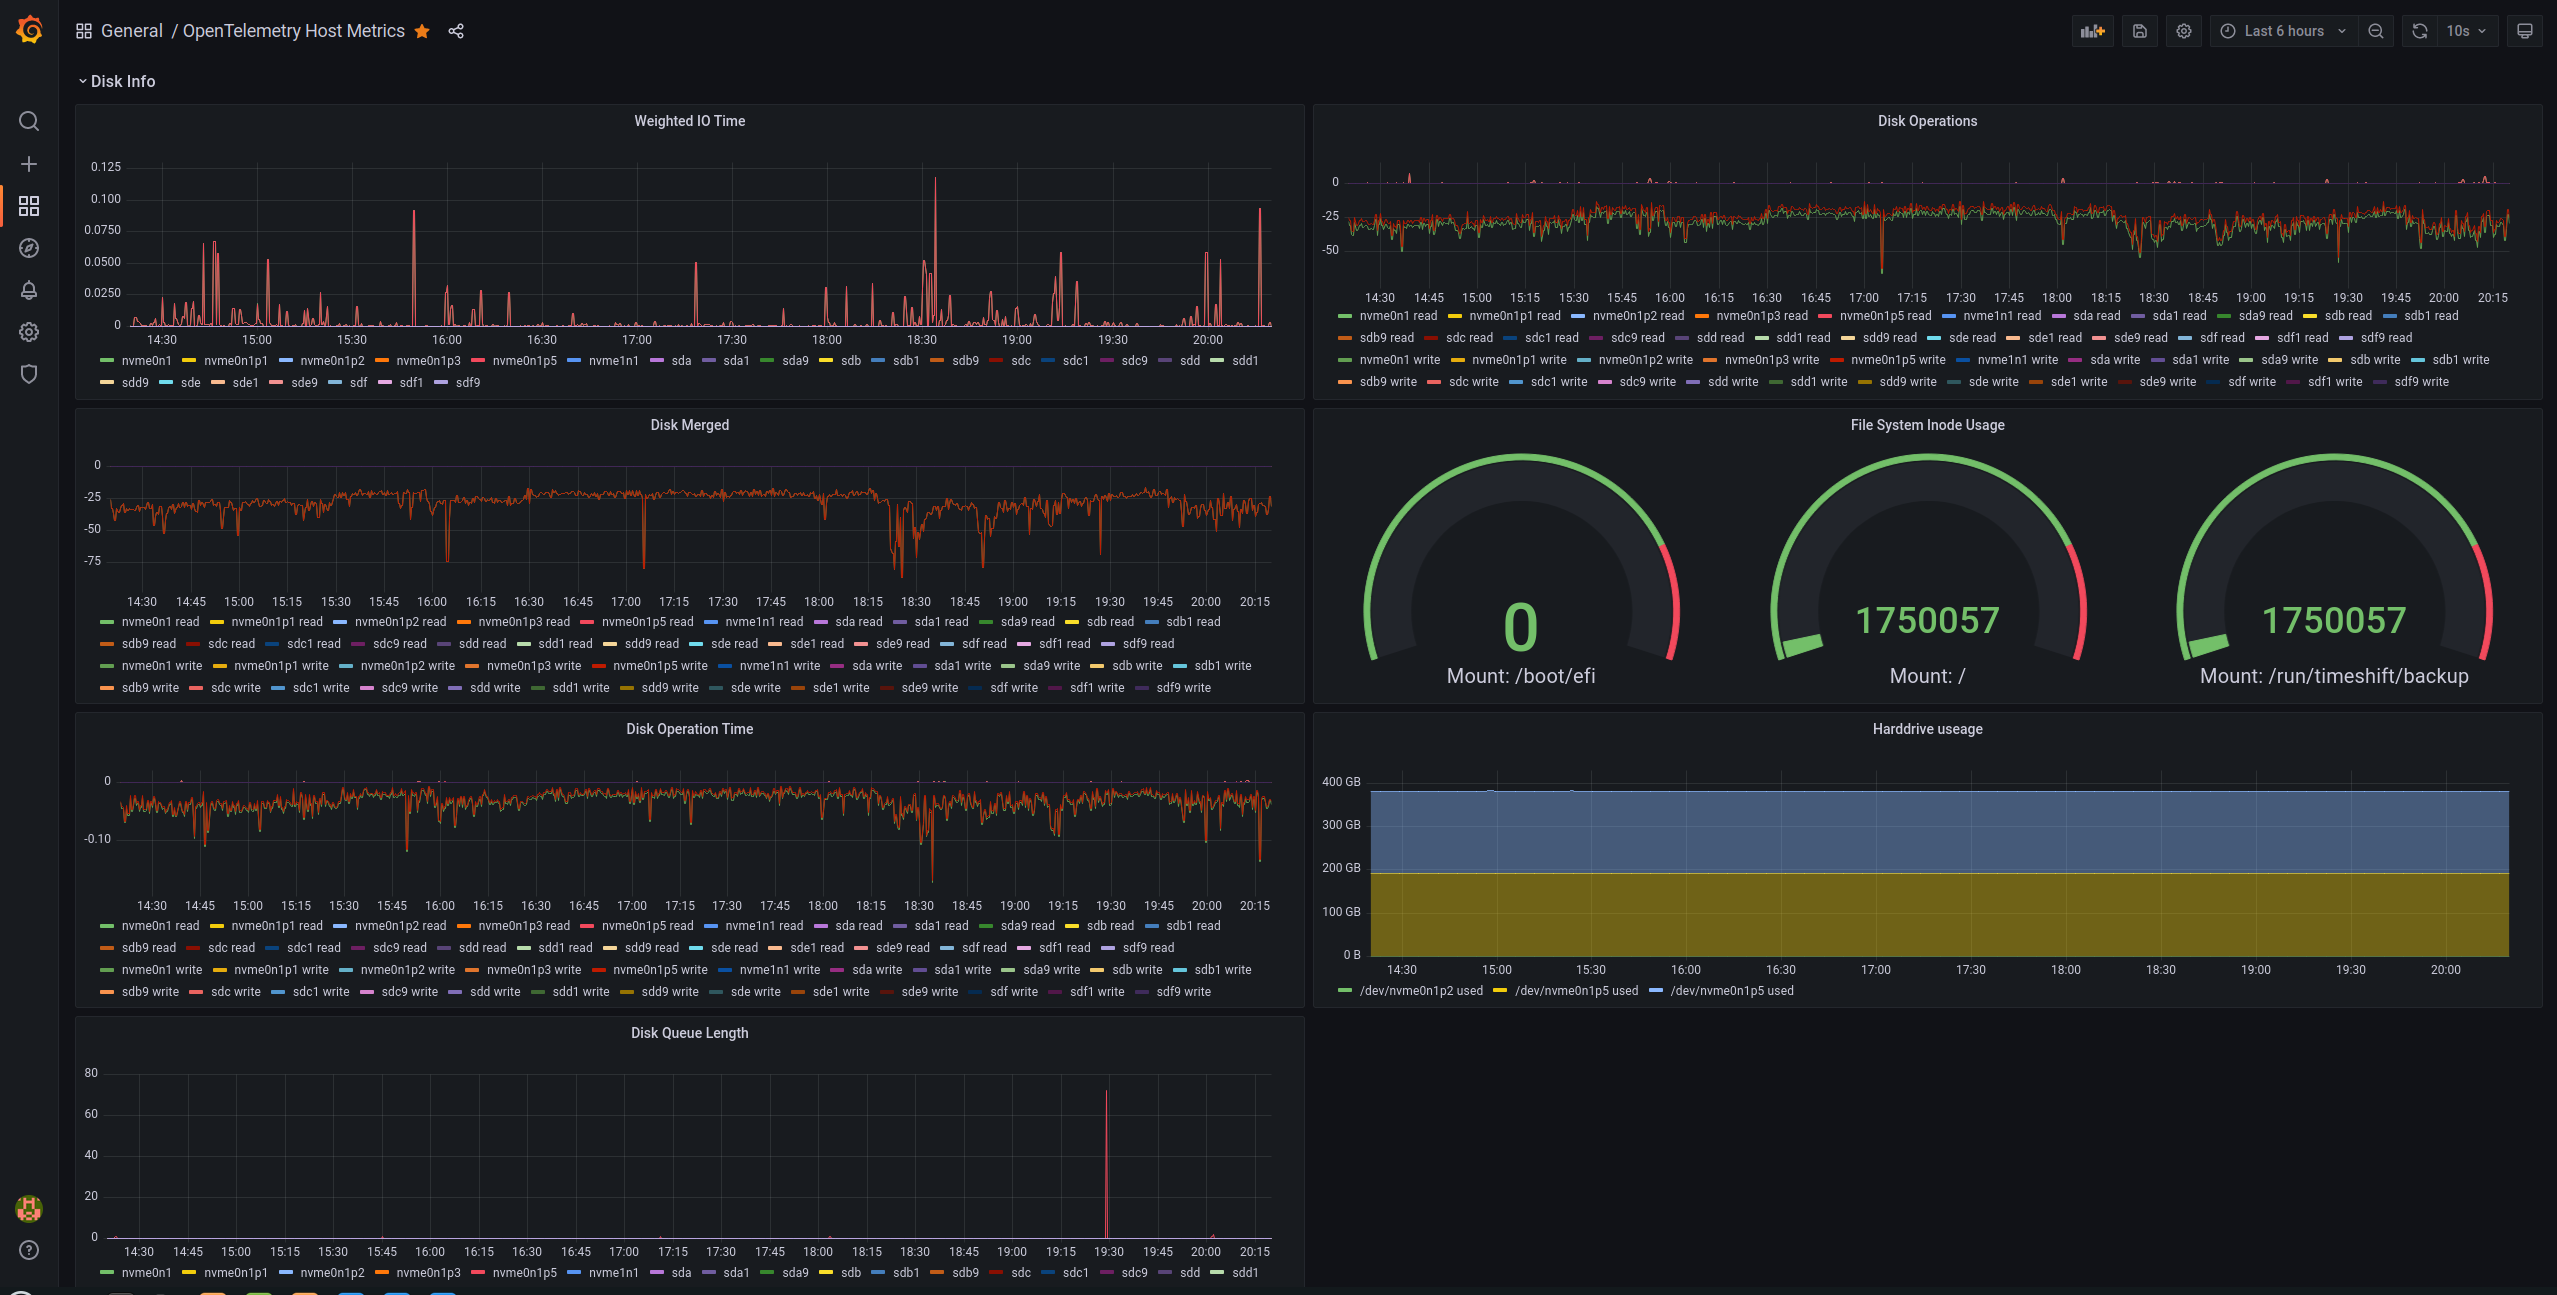 General / OpenTelemetry Host Metrics
Last 6 hours
10s
Disk Info
Weighted IO Time
0.125
0.100
0.0750
0.0500
0.0250
0
14:30 15:00 15:30 16:00 16:30 17:00 17:30 18:00 18:30 19:00 19:30 20:00
nvme0n1 nvme0n1p1 nvme0n1p2 nvme0n1p3 nvme0n1p5 nvme1n1 sda sda1 sda9 sdb sdb1 sdb9 sdc sdc1 sdc9 sdd sdd1
sdd9 sde sde1 sde9 sdf sdf1 sdf9
Disk Operations
0
-25
-50
14:30 14:45 15:00 15:15 15:30 15:45 16:00 16:15 16:30 16:45 17:00 17:15 17:30 17:45 18:00 18:15 18:30 18:45 19:00 19:15 19:30 19:45 20:00 20:15
nvme0n1 read nvme0n1p1 read nvme0n1p2 read nvme0n1p3 read nvme0n1p5 read nvme1n1 read sda read sda1 read sda9 read sdb read sdb1 read
sdb9 read sdc read sdc1 read sdc9 read sdd read sdd1 read sdd9 read sde read sde1 read sde9 read sdf read sdf1 read sdf9 read
nvme0n1 write nvme0n1p1 write nvme0n1p2 write nvme0n1p3 write nvme0n1p5 write nvme1n1 write sda write sda1 write sda9 write sdb write sdb1 write
sdb9 write sdc write sdc1 write sdc9 write sdd write sdd1 write sdd9 write sde write sde1 write sde9 write sdf write sdf1 write sdf9 write
Disk Merged
0
-25
-50
-75
14:30 14:45 15:00 15:15 15:30 15:45 16:00 16:15 16:30 16:45 17:00 17:15 17:30 17:45 18:00 18:15 18:30 18:45 19:00 19:15 19:30 19:45 20:00 20:15
nvme0n1 read nvme0n1p1 read nvme0n1p2 read nvme0n1p3 read nvme0n1p5 read nvme1n1 read sda read sda1 read sda9 read sdb read sdb1 read
sdb9 read sdc read sdc1 read sdc9 read sdd read sdd1 read sdd9 read sde read sde1 read sde9 read sdf read sdf1 read sdf9 read
nvme0n1 write nvme0n1p1 write nvme0n1p2 write nvme0n1p3 write nvme0n1p5 write nvme1n1 write sda write sda1 write sda9 write sdb write sdb1 write
sdb9 write sdc write sdc1 write sdc9 write sdd write sdd1 write sdd9 write sde write sde1 write sde9 write sdf write sdf1 write sdf9 write
File System Inode Usage
0 1750057 1750057
Mount: /boot/efi Mount: / Mount: /run/timeshift/backup
Disk Operation Time
0
-0.10
14:30 14:45 15:00 15:15 15:30 15:45 16:00 16:15 16:30 16:45 17:00 17:15 17:30 17:45 18:00 18:15 18:30 18:45 19:00 19:15 19:30 19:45 20:00 20:15
nvme0n1 read nvme0n1p1 read nvme0n1p2 read nvme0n1p3 read nvme0n1p5 read nvme1n1 read sda read sda1 read sda9 read sdb read sdb1 read
sdb9 read sdc read sdc1 read sdc9 read sdd read sdd1 read sdd9 read sde read sde1 read sde9 read sdf read sdf1 read sdf9 read
nvme0n1 write nvme0n1p1 write nvme0n1p2 write nvme0n1p3 write nvme0n1p5 write nvme1n1 write sda write sda1 write sda9 write sdb write sdb1 write
sdb9 write sdc write sdc1 write sdc9 write sdd write sdd1 write sdd9 write sde write sde1 write sde9 write sdf write sdf1 write sdf9 write
Harddrive useage
400 GB
300 GB
200 GB
100 GB
0 B
14:30 15:00 15:30 16:00 16:30 17:00 17:30 18:00 18:30 19:00 19:30 20:00
/dev/nvme0n1p2 used /dev/nvme0n1p5 used /dev/nvme0n1p5 used
Disk Queue Length
80
60
40
20
0
14:30 14:45 15:00 15:15 15:30 15:45 16:00 16:15 16:30 16:45 17:00 17:15 17:30 17:45 18:00 18:15 18:30 18:45 19:00 19:15 19:30 19:45 20:00 20:15
nvme0n1 nvme0n1p1 nvme0n1p2 nvme0n1p3 nvme0n1p5 nvme1n1 sda sda1 sda9 sdb sdb1 sdb9 sdc sdc1 sdc9 sdd sdd1